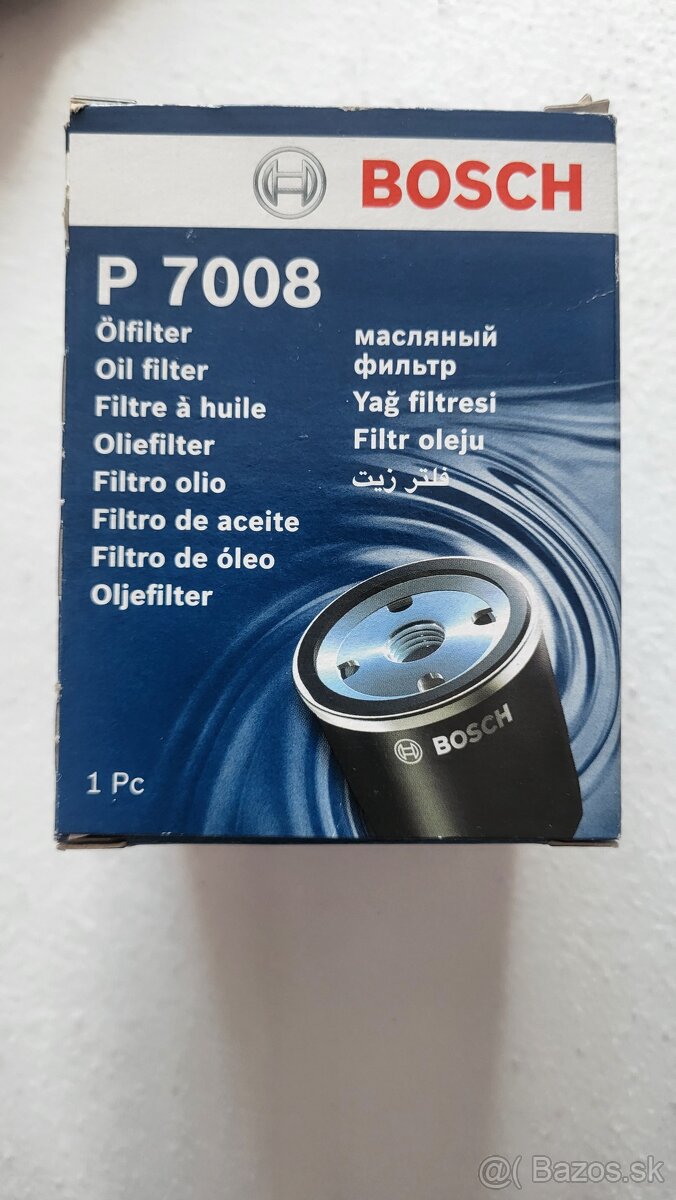 BOSCH
P 7008
Ölfilter
Oil filter
Filtre à huile
Oliefilter
Filtro olio
Filtro de aceite
Filtro de óleo
Oljefilter
масляный
фильтр
Yağ filtresi
Filtr oleju
فلتر زيت
BOSCH
1 Pc
@( Bazos.sk